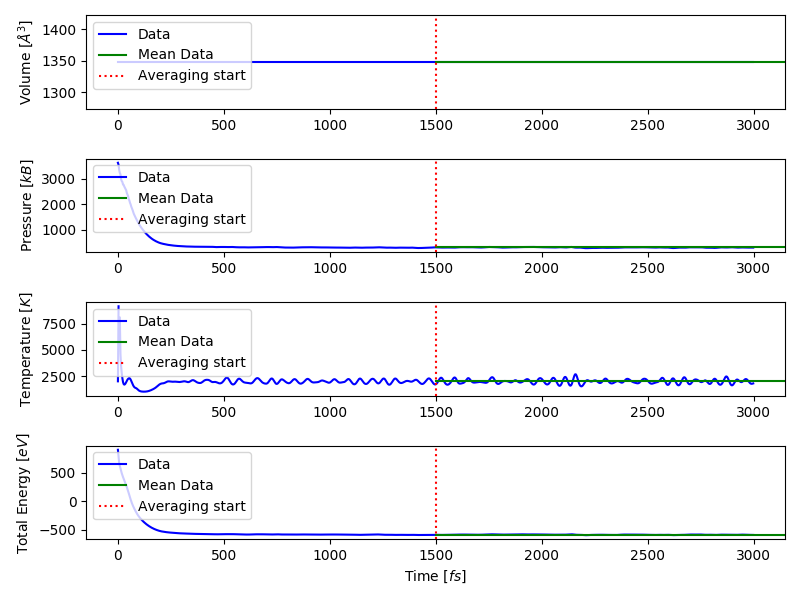 Volume [Å³]
1400
1350
1300
Data
Mean Data
Averaging start
0 500 1000 1500 2000 2500 3000
Pressure [kB]
3000
2000
1000
Data
Mean Data
Averaging start
0 500 1000 1500 2000 2500 3000
Temperature [K]
7500
5000
2500
Data
Mean Data
Averaging start
0 500 1000 1500 2000 2500 3000
Total Energy [eV]
500
0
−500
Data
Mean Data
Averaging start
0 500 1000 1500 2000 2500 3000
Time [fs]